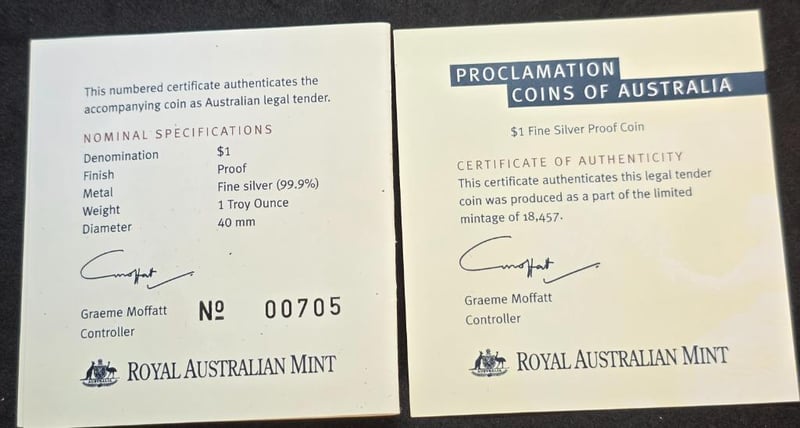 This numbered certificate authenticates the
accompanying coin as Australian legal tender.
NOMINAL SPECIFICATIONS
Denomination $1
Finish Proof
Metal Fine silver (99.9%)
Weight 1 Troy Ounce
Diameter 40 mm
CMoffat
Graeme Moffatt
Controller
Nº 00705
ROYAL AUSTRALIAN MINT
PROCLAMATION
COINS OF AUSTRALIA
$1 Fine Silver Proof Coin
CERTIFICATE OF AUTHENTICITY
This certificate authenticates this legal tender
coin was produced as a part of the limited
mintage of 18,457.
CMoffat
Graeme Moffatt
Controller
ROYAL AUSTRALIAN MINT